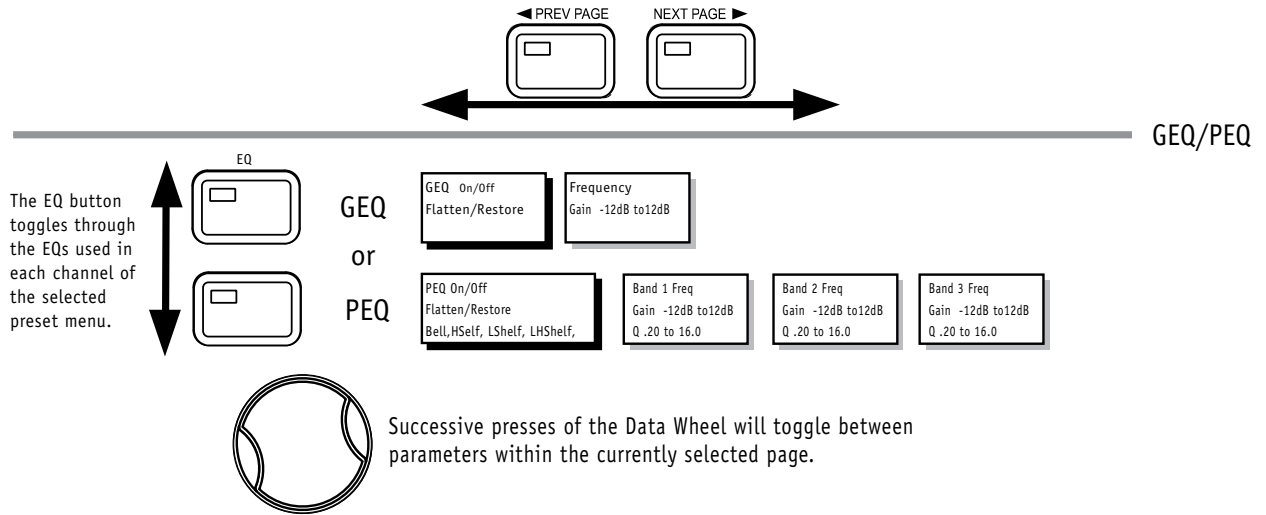 ◄ PREV PAGE NEXT PAGE ►
GEQ/PEQ
EQ
The EQ button
toggles through
the EQs used in
each channel of
the selected
preset menu.
GEQ
or
PEQ
GEQ On/Off
Flatten/Restore
Frequency
Gain -12dB to12dB
PEQ On/Off
Flatten/Restore
Bell,HSelf, LShelf, LHShelf,
Band 1 Freq
Gain -12dB to12dB
Q .20 to 16.0
Band 2 Freq
Gain -12dB to12dB
Q .20 to 16.0
Band 3 Freq
Gain -12dB to12dB
Q .20 to 16.0
Successive presses of the Data Wheel will toggle between
parameters within the currently selected page.